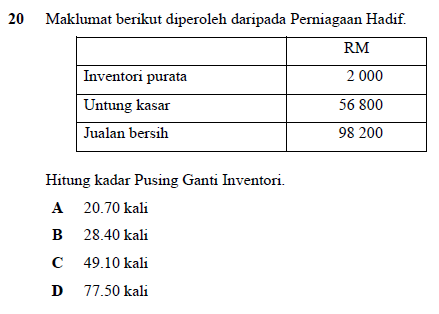 20 Maklumat berikut diperoleh daripada Perniagaan Hadif.
RM
Inventori purata 2 000
Untung kasar 56 800
Jualan bersih 98 200
Hitung kadar Pusing Ganti Inventori.
A 20.70 kali
B 28.40 kali
C 49.10 kali
D 77.50 kali